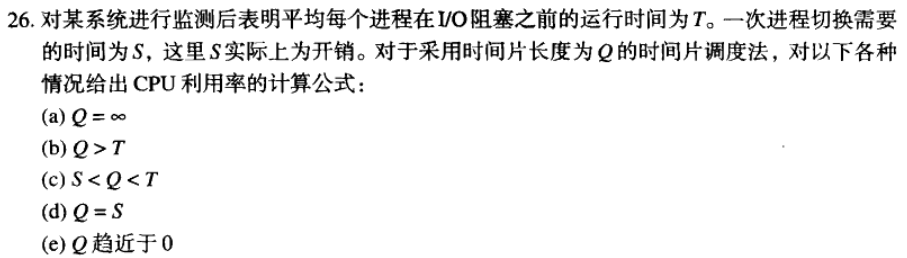 26. 对某系统进行监测后表明平均每个进程在I/O阻塞之前的运行时间为T。一次进程切换需要
的时间为S，这里S实际上为开销。对于采用时间片长度为Q的时间片调度法，对以下各种
情况给出CPU利用率的计算公式：
(a) Q = ∞
(b) Q > T
(c) S < Q < T
(d) Q = S
(e) Q 趋近于0